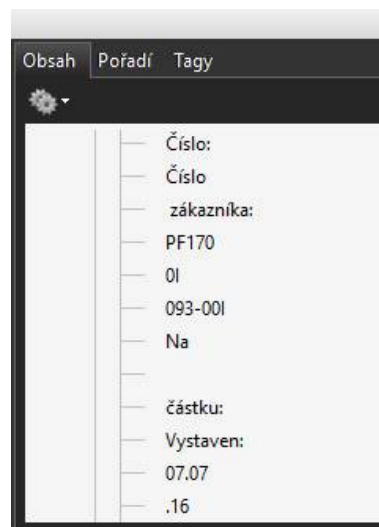 Obsah Pořadí Tagy
Číslo:
Číslo
zákazníka:
PF170
0I
093-00I
Na
částku:
Vystaven:
07.07
.16